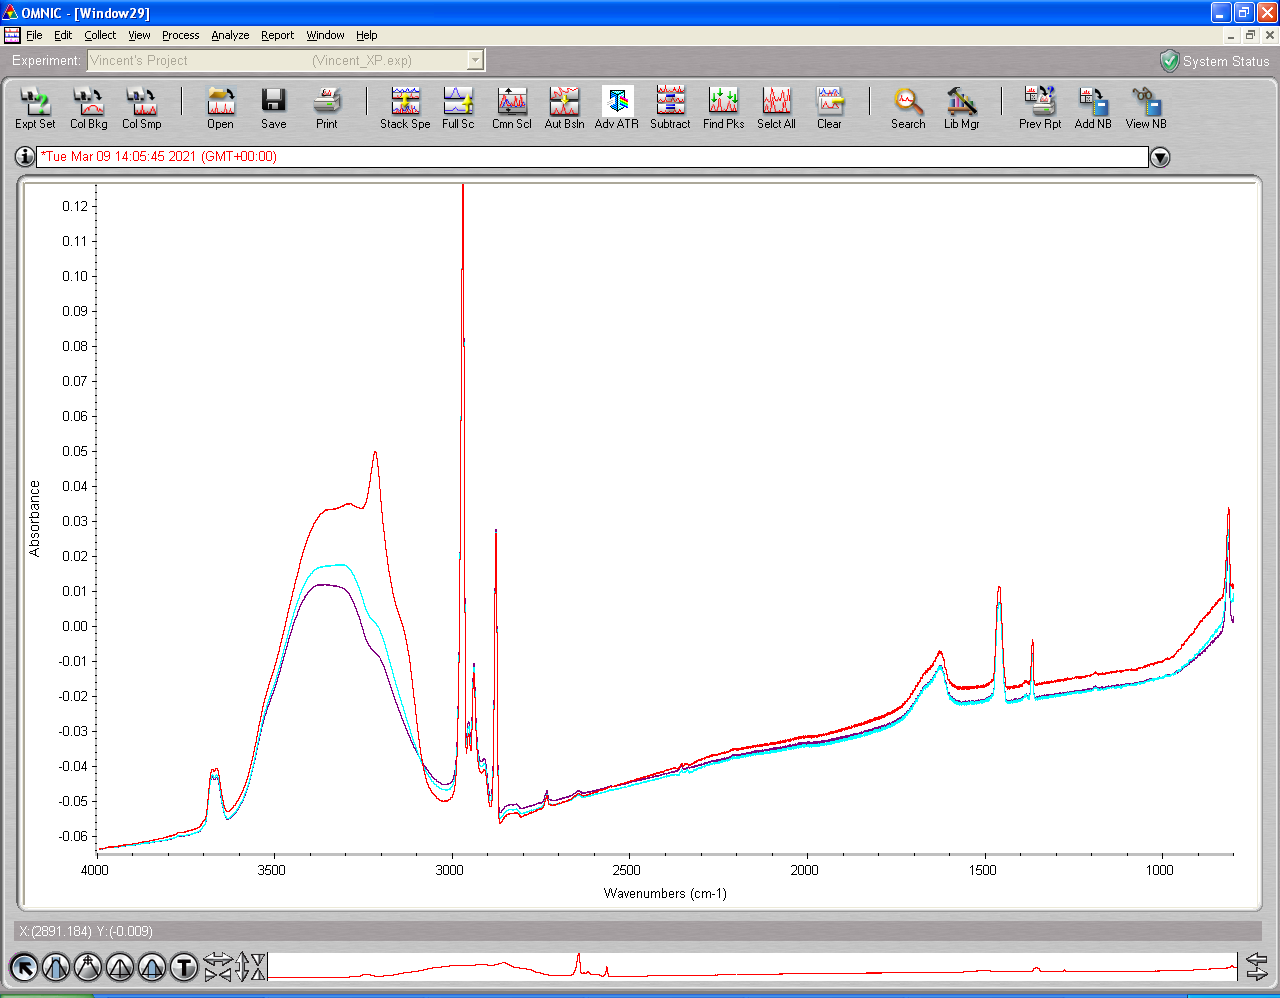 OMNIC - [Window29]
File Edit Collect View Process Analyze Report Window Help
Experiment: Vincent's Project (Vincent_XP.exp) System Status
Expt Set Col Bkg Col Smp Open Save Print Stack Spe Full Sc Cmn Scl Aut Bsln Adv ATR Subtract Find Pks Selct All Clear Search Lib Mgr Prev Rpt Add NB View NB
*Tue Mar 09 14:05:45 2021 (GMT+00:00)
0.12
0.11
0.10
0.09
0.08
0.07
0.06
0.05
0.04
0.03
0.02
0.01
0.00
-0.01
-0.02
-0.03
-0.04
-0.05
-0.06
Absorbance
4000 3500 3000 2500 2000 1500 1000
Wavenumbers (cm-1)
X:(2891.184) Y:(-0.009)
T